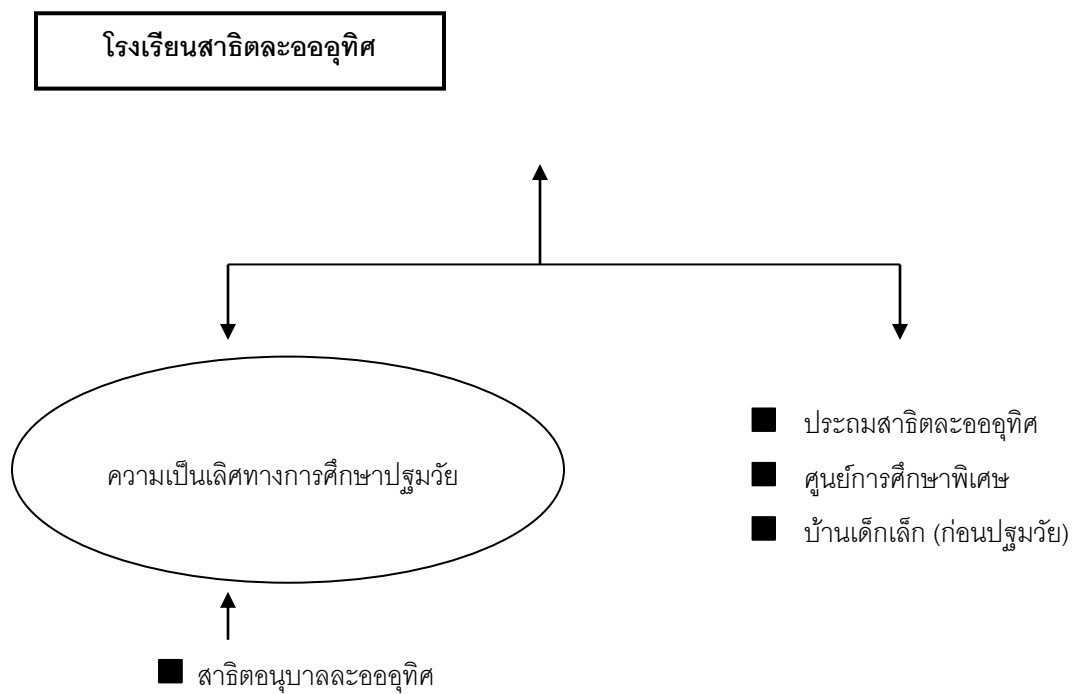 โรงเรียนสาธิตละอออุทิศ
ความเป็นเลิศทางการศึกษาปฐมวัย
ประถมสาธิตละอออุทิศ
ศูนย์การศึกษาพิเศษ
บ้านเด็กเล็ก (ก่อนปฐมวัย)
สาธิตอนุบาลละอออุทิศ